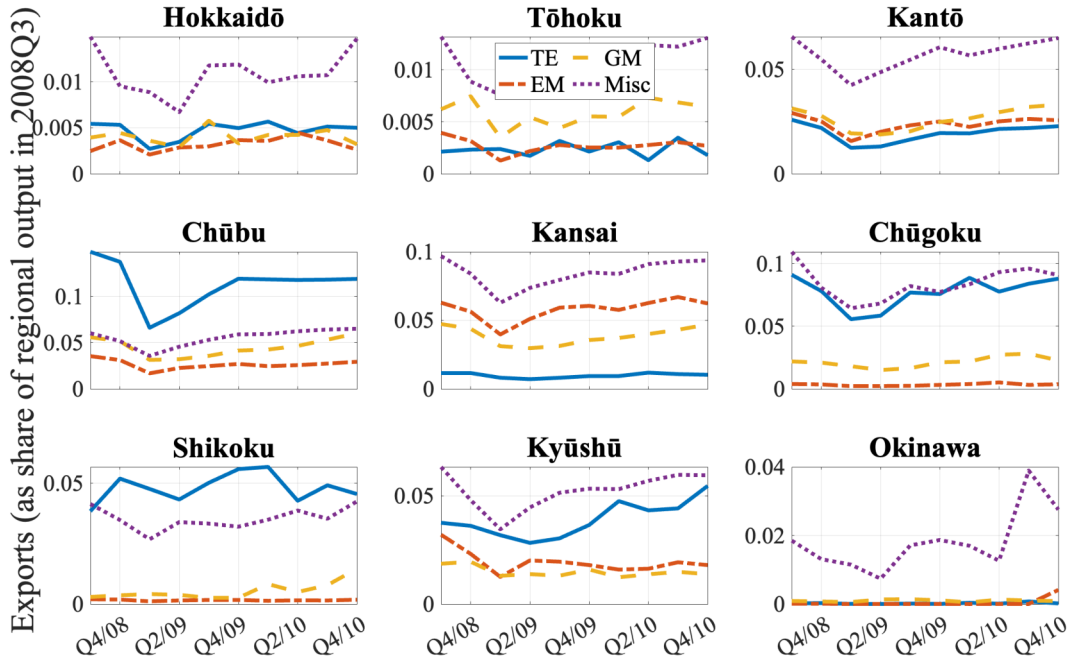 Exports (as share of regional output in 2008Q3)
Hokkaidō
0.01
0.005
0
Tōhoku
0.01
0.005
0
TE
GM
EM
Misc
Kantō
0.05
0
Chūbu
0.1
0.05
0
Kansai
0.1
0.05
0
Chūgoku
0.1
0.05
0
Shikoku
0.05
0
Q4/08
Q2/09
Q4/09
Q2/10
Q4/10
Kyūshū
0.05
0
Q4/08
Q2/09
Q4/09
Q2/10
Q4/10
Okinawa
0.04
0.02
0
Q4/08
Q2/09
Q4/09
Q2/10
Q4/10